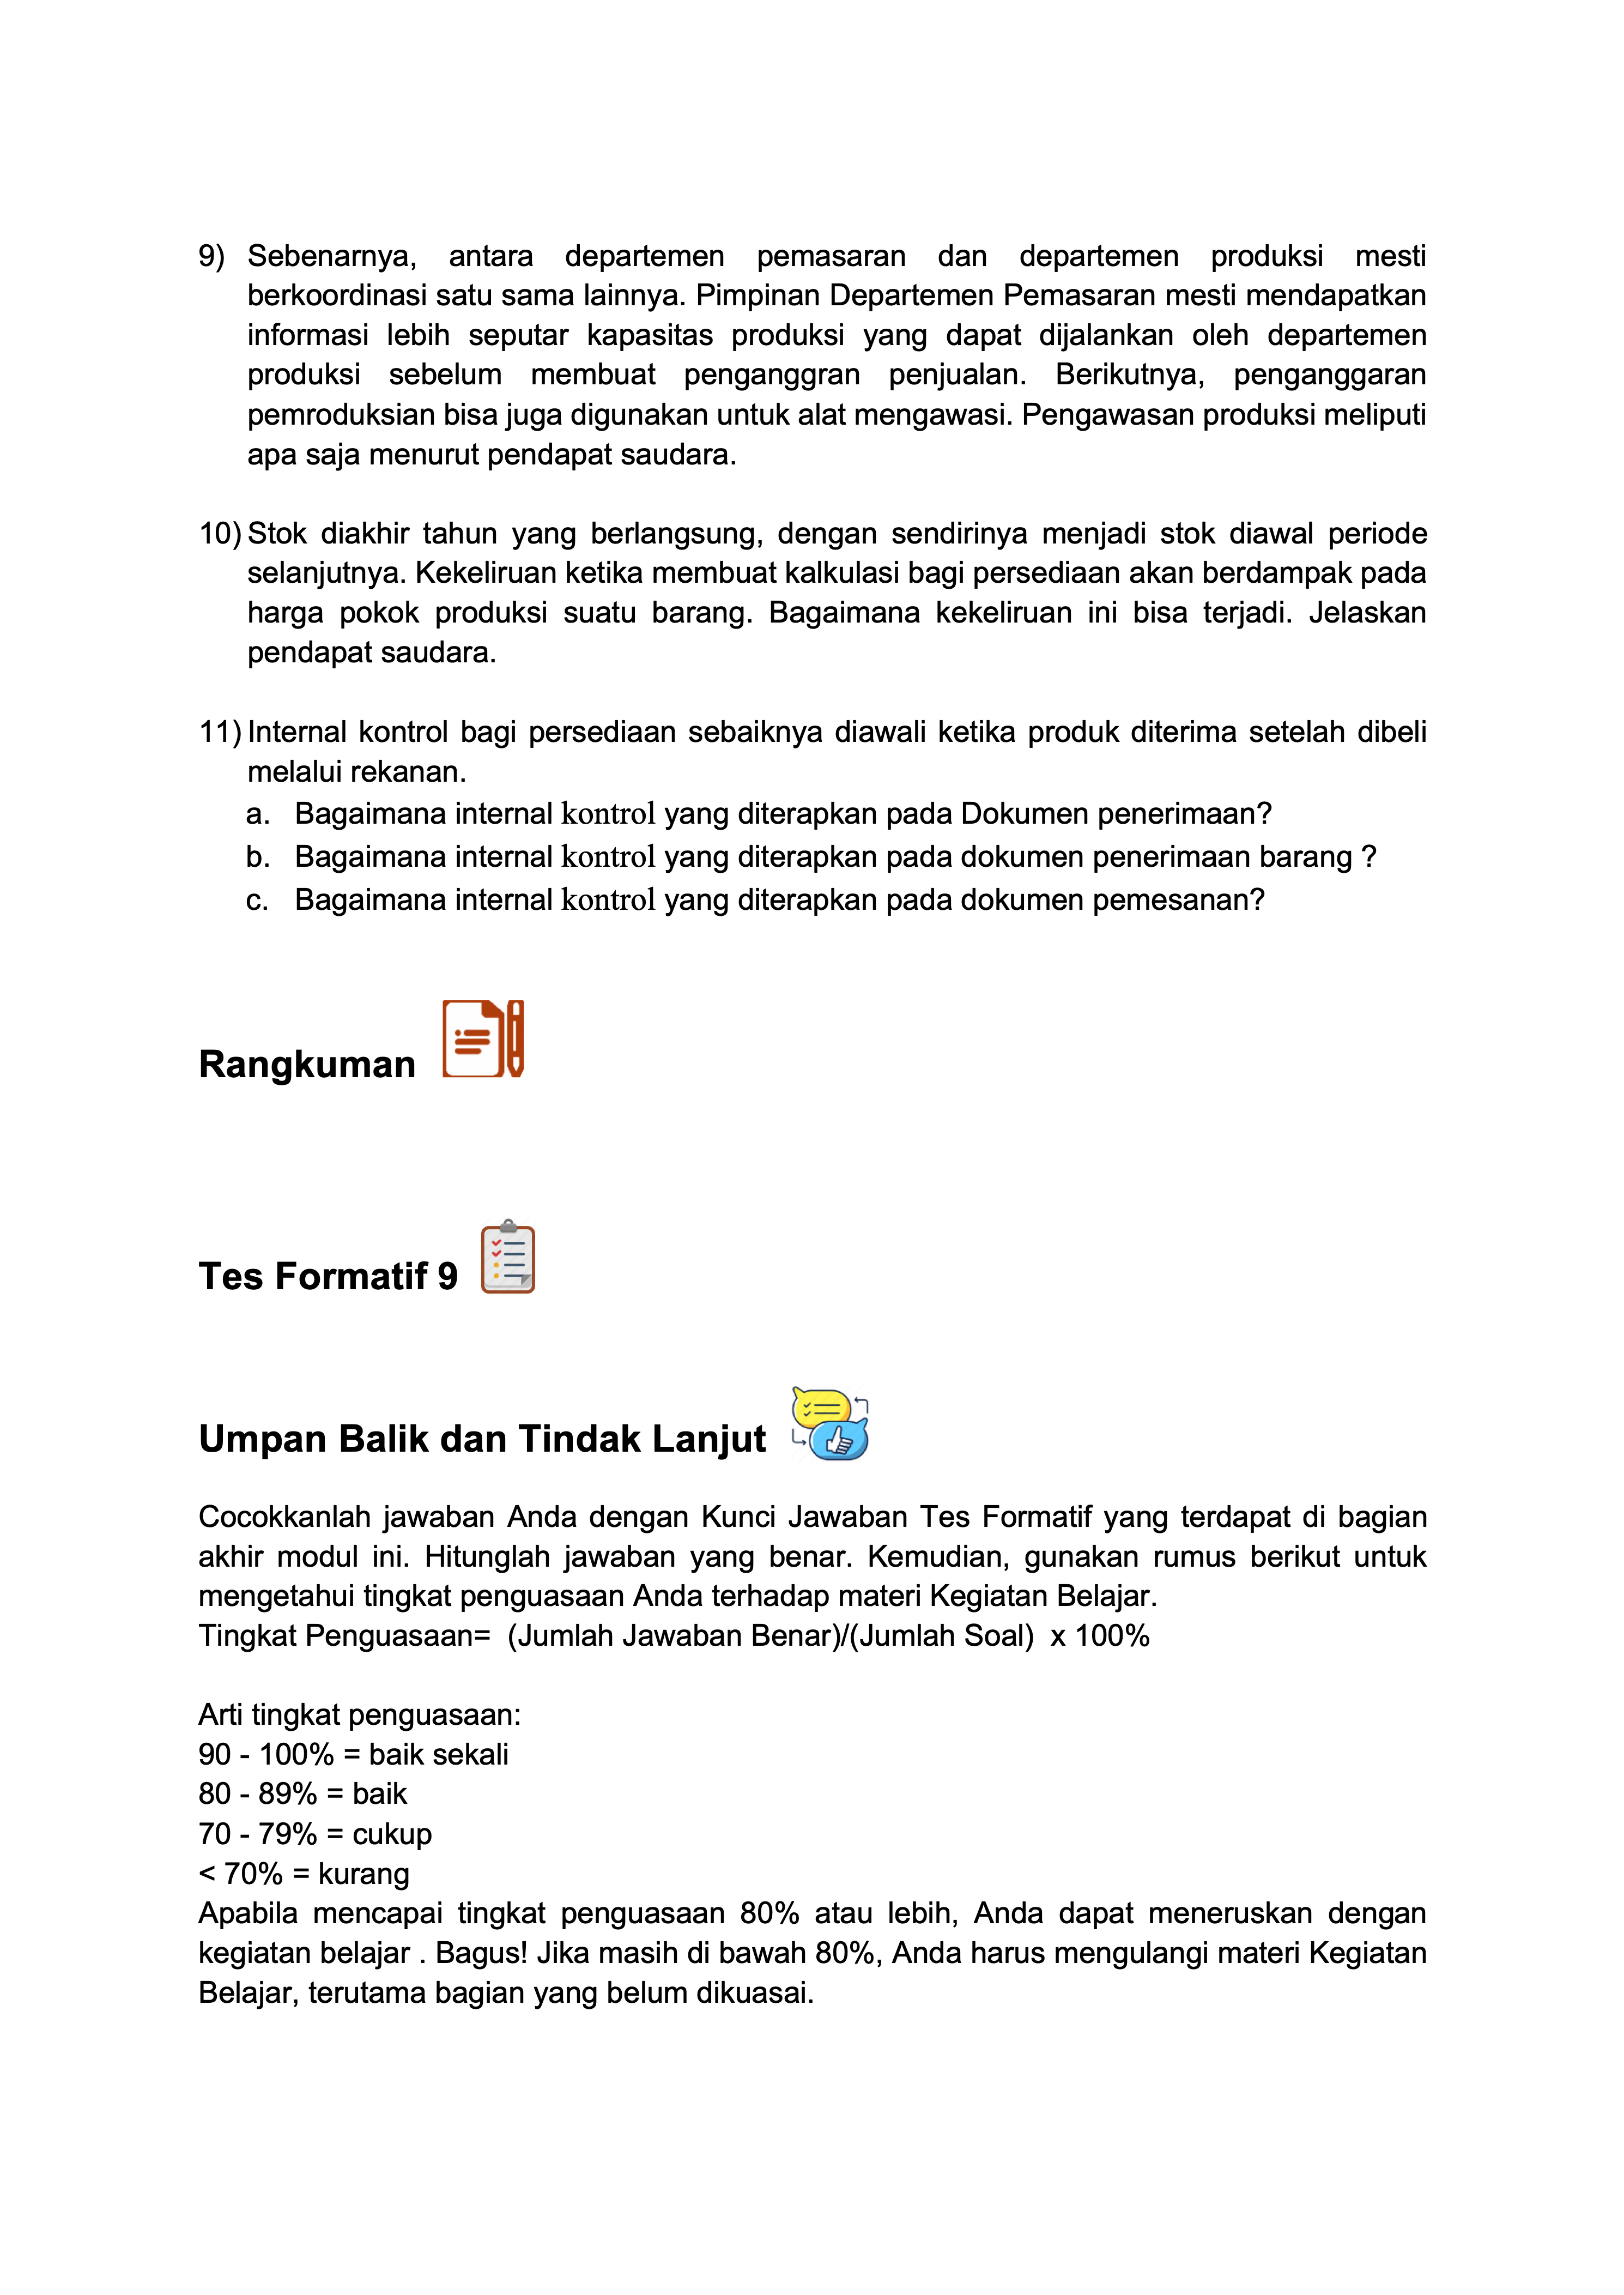 9) Sebenarnya, antara departemen pemasaran dan departemen produksi mesti
berkoordinasi satu sama lainnya. Pimpinan Departemen Pemasaran mesti mendapatkan
informasi lebih seputar kapasitas produksi yang dapat dijalankan oleh departemen
produksi sebelum membuat penganggran penjualan. Berikutnya, penganggaran
pemroduksian bisa juga digunakan untuk alat mengawasi. Pengawasan produksi meliputi
apa saja menurut pendapat saudara.
10) Stok diakhir tahun yang berlangsung, dengan sendirinya menjadi stok diawal periode
selanjutnya. Kekeliruan ketika membuat kalkulasi bagi persediaan akan berdampak pada
harga pokok produksi suatu barang. Bagaimana kekeliruan ini bisa terjadi. Jelaskan
pendapat saudara.
11) Internal kontrol bagi persediaan sebaiknya diawali ketika produk diterima setelah dibeli
melalui rekanan.
a. Bagaimana internal kontrol yang diterapkan pada Dokumen penerimaan?
b. Bagaimana internal kontrol yang diterapkan pada dokumen penerimaan barang ?
c. Bagaimana internal kontrol yang diterapkan pada dokumen pemesanan?
Rangkuman
Tes Formatif 9
Umpan Balik dan Tindak Lanjut
Cocokkanlah jawaban Anda dengan Kunci Jawaban Tes Formatif yang terdapat di bagian
akhir modul ini. Hitunglah jawaban yang benar. Kemudian, gunakan rumus berikut untuk
mengetahui tingkat penguasaan Anda terhadap materi Kegiatan Belajar.
Tingkat Penguasaan= (Jumlah Jawaban Benar)/(Jumlah Soal) x 100%
Arti tingkat penguasaan:
90 - 100% = baik sekali
80 - 89% = baik
70 - 79% = cukup
< 70% = kurang
Apabila mencapai tingkat penguasaan 80% atau lebih, Anda dapat meneruskan dengan
kegiatan belajar . Bagus! Jika masih di bawah 80%, Anda harus mengulangi materi Kegiatan
Belajar, terutama bagian yang belum dikuasai.